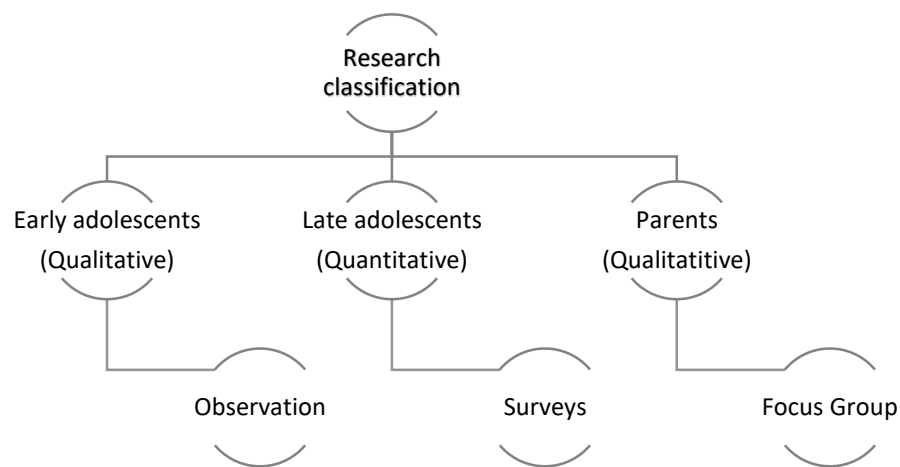 Research
classification
Early adolescents
(Qualitative)
Late adolescents
(Quantitative)
Parents
(Qualitatitive)
Observation
Surveys
Focus Group